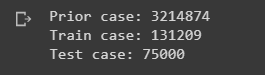 Prior case: 3214874
Train case: 131209
Test case: 75000